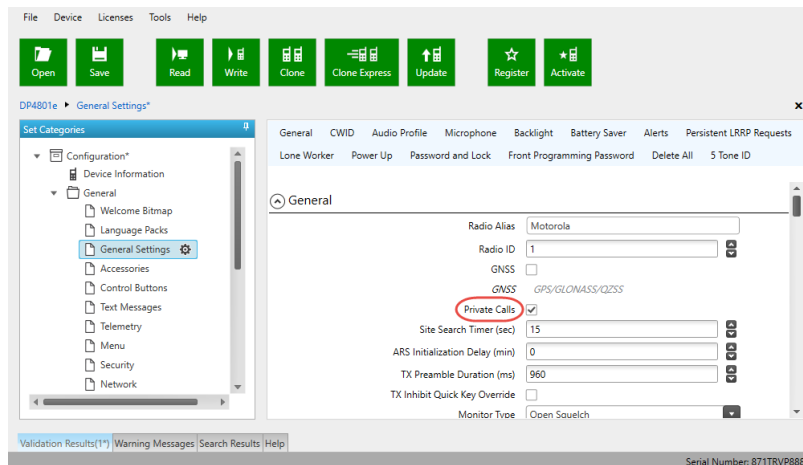 File Device Licenses Tools Help
Open Save Read Write Clone Clone Express Update Register Activate
DP4801e General Settings*
Set Categories
Configuration*
Device Information
General
Welcome Bitmap
Language Packs
General Settings
Accessories
Control Buttons
Text Messages
Telemetry
Menu
Security
Network
General CWID Audio Profile Microphone Backlight Battery Saver Alerts Persistent LRRP Requests
Lone Worker Power Up Password and Lock Front Programming Password Delete All 5 Tone ID
General
Radio Alias Motorola
Radio ID 1
GNSS
GNSS GPS/GLONASS/QZSS
Private Calls
Site Search Timer (sec) 15
ARS Initialization Delay (min) 0
TX Preamble Duration (ms) 960
TX Inhibit Quick Key Override
Monitor Type Open Squelch
Validation Results(1*) Warning Messages Search Results Help
Serial Number: 871TRVP888